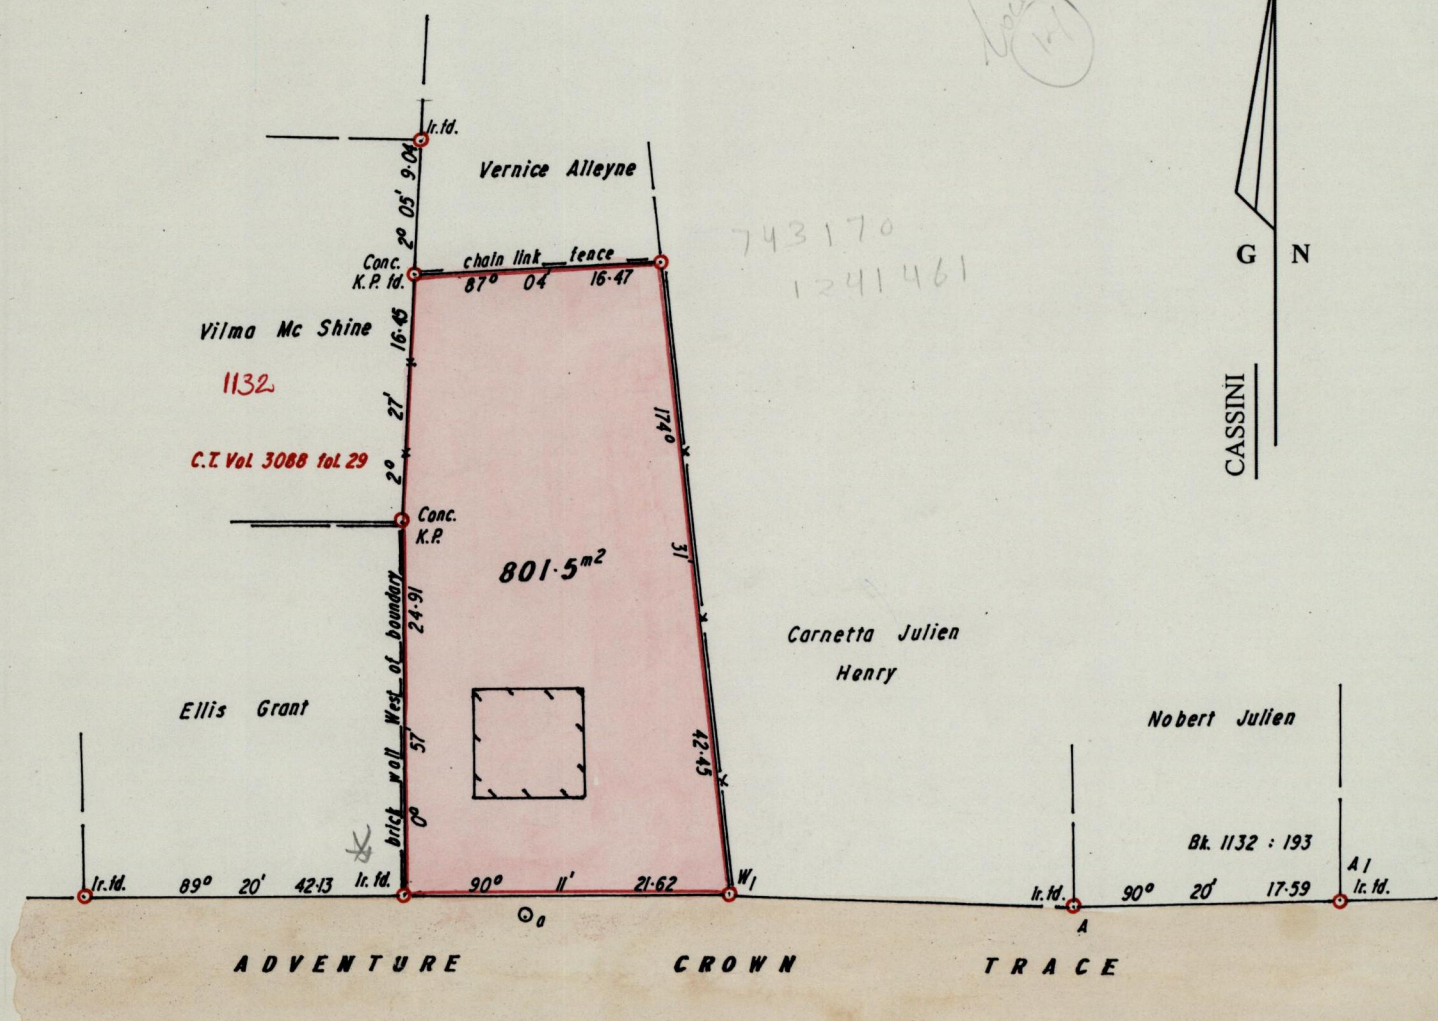 Ir. fd.
Vernice Alleyne
2° 05' 9·04
743170
1241461
G N
CASSINI
Conc.
K.P. fd.
chain link fence
87° 04' 16·47
Vilma Mc Shine
1132
C.T. Vol. 3088 fol. 29
2° 27' 16·45
174° 31' 42·45
Conc.
K.P.
801·5 m2
brick wall West of boundary
0° 57' 24·91
Ellis Grant
Carnetta Julien
Henry
Nobert Julien
Bk. 1132 : 193
Ir. fd.
89° 20' 42·13
Ir. fd.
90° 11' 21·62
W1
Ir. fd.
90° 20' 17·59
A1
Ir. fd.
a
A
ADVENTURE CROWN TRACE